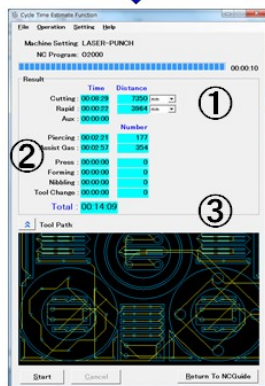 Cycle Time Estimate Function
File Operation Setting Help
Machine Setting: LASER-PUNCH
NC Program: O2000
00:00:10
Result
Time Distance
Cutting: 00:08:29 7350 mm
①
Rapid: 00:00:22 3964 mm
Aux: 00:00:00
Number
Piercing: 00:02:21 177
② Assist Gas: 00:02:57 354
Press: 00:00:00 0
Forming: 00:00:00 0
Nibbling: 00:00:00 0
Tool Change: 00:00:00 0
Total: 00:14:09
③
Tool Path
Start Cancel Return To NCGuide